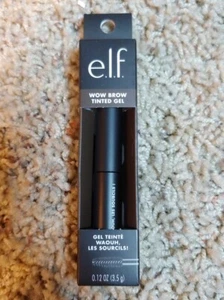 e.l.f.
WOW BROW
TINTED GEL
GEL TEINTÉ
WAOUH,
LES SOURCILS!
0.12 OZ (3.5 g)